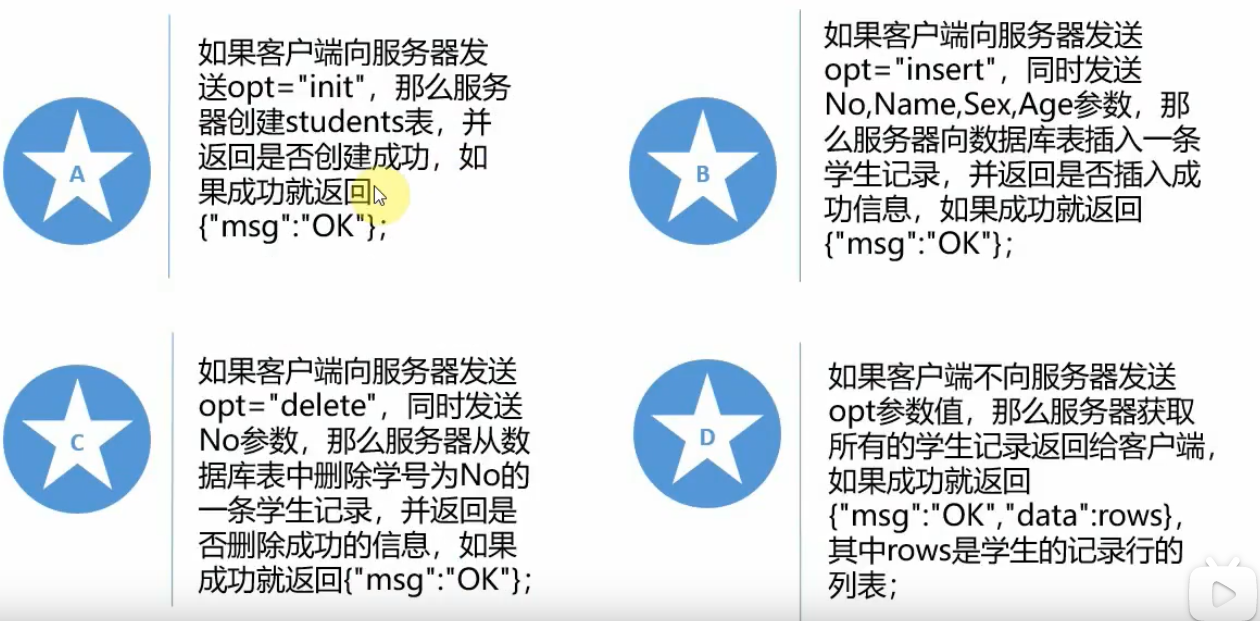 A
如果客户端向服务器发
送opt="init"，那么服务
器创建students表，并
返回是否创建成功，如
果成功就返回
{"msg":"OK"};
B
如果客户端向服务器发送
opt="insert"，同时发送
No,Name,Sex,Age参数，那
么服务器向数据库表插入一条
学生记录，并返回是否插入成
功信息，如果成功就返回
{"msg":"OK"};
C
如果客户端向服务器发送
opt="delete"，同时发送
No参数，那么服务器从数
据库表中删除学号为No的
一条学生记录，并返回是
否删除成功的信息，如果
成功就返回{"msg":"OK"};
D
如果客户端不向服务器发送
opt参数值，那么服务器获取
所有的学生记录返回给客户端，
如果成功就返回
{"msg":"OK","data":rows}，
其中rows是学生的记录行的
列表；